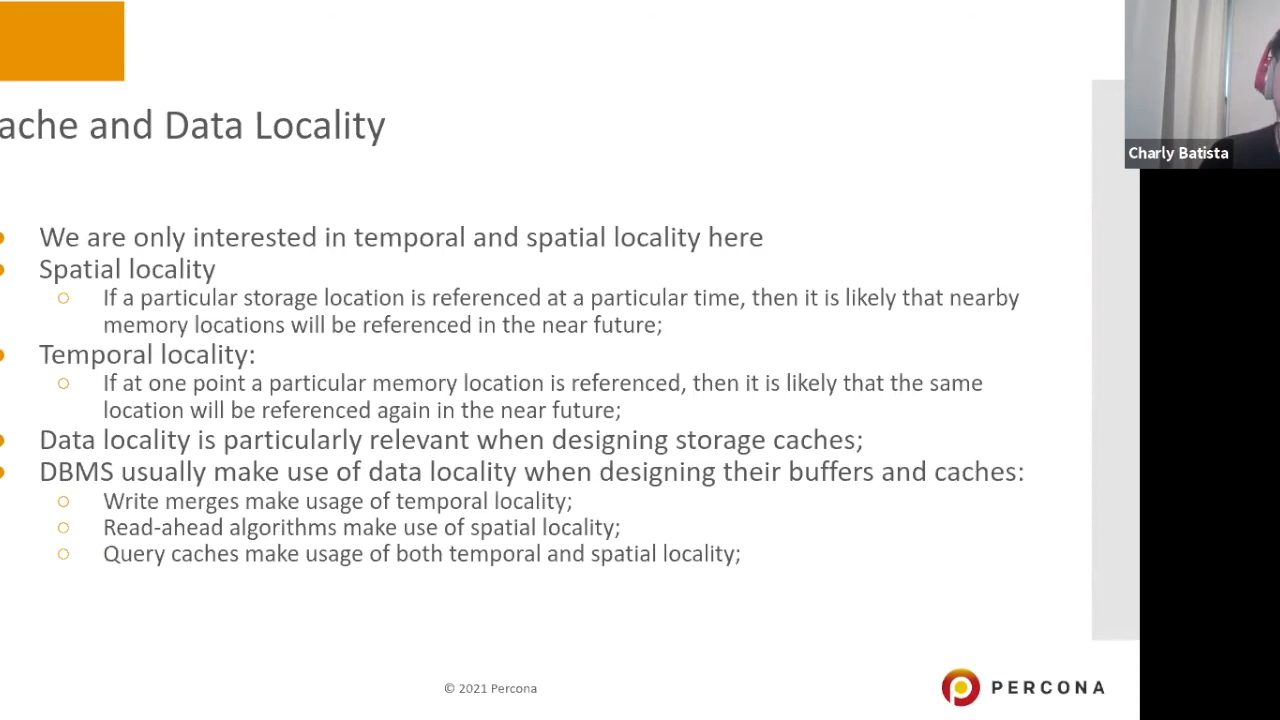 ache and Data Locality
Charly Batista
We are only interested in temporal and spatial locality here
Spatial locality
If a particular storage location is referenced at a particular time, then it is likely that nearby
memory locations will be referenced in the near future;
Temporal locality:
If at one point a particular memory location is referenced, then it is likely that the same
location will be referenced again in the near future;
Data locality is particularly relevant when designing storage caches;
DBMS usually make use of data locality when designing their buffers and caches:
Write merges make usage of temporal locality;
Read-ahead algorithms make use of spatial locality;
Query caches make usage of both temporal and spatial locality;
© 2021 Percona
PERCONA